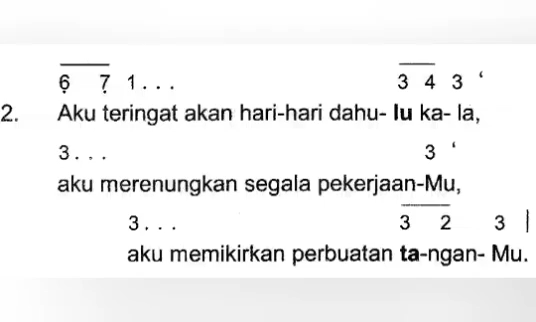 6̣ 7̣ 1 . . . 3 4 3 ‘
2. Aku teringat akan hari-hari dahu- lu ka- la,
3 . . . 3 ‘
aku merenungkan segala pekerjaan-Mu,
3 . . . 3 2 3 |
aku memikirkan perbuatan ta-ngan- Mu.